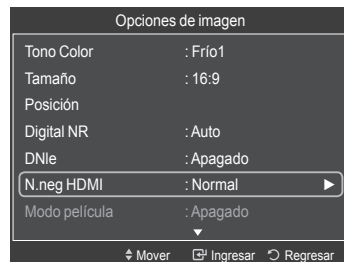 Opciones de imagen
Tono Color : Frío1
Tamaño : 16:9
Posición
Digital NR : Auto
DNIe : Apagado
N.neg HDMI : Normal ►
Modo película : Apagado
▼
Mover Ingresar Regresar